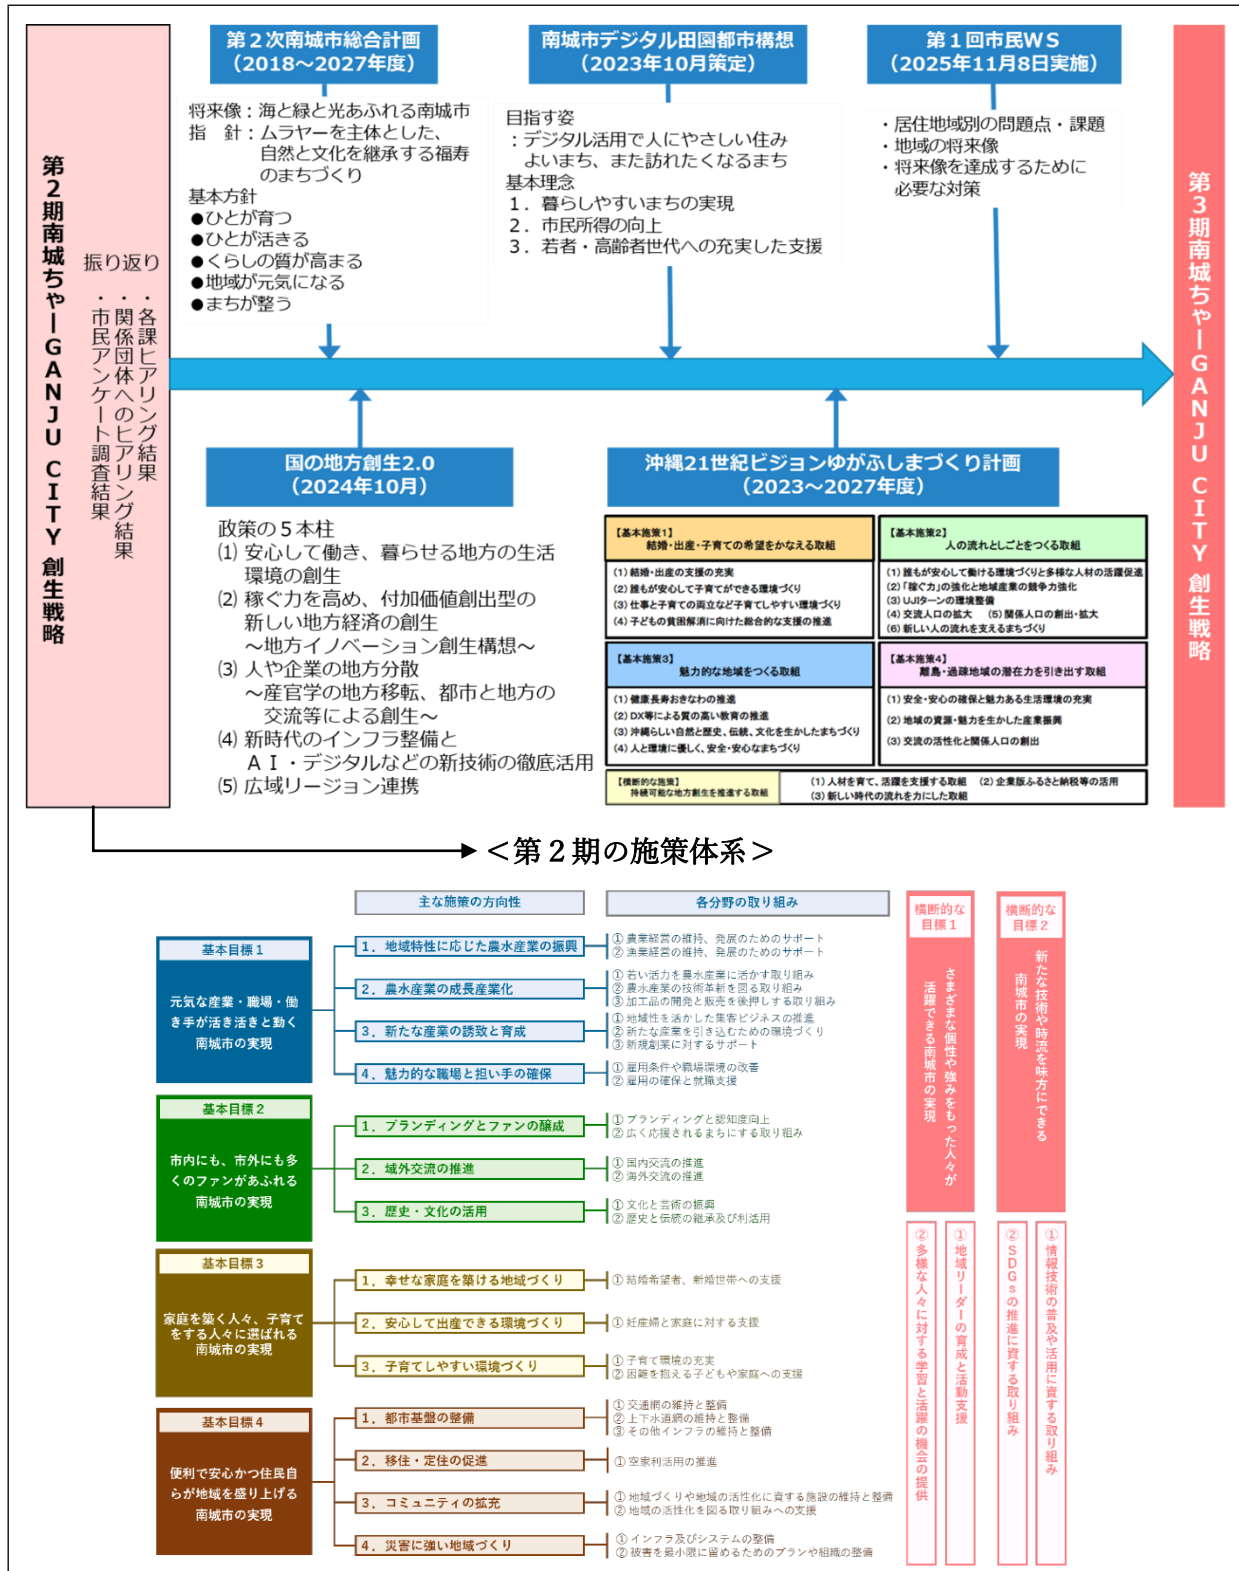 第２期南城ちゃーGANJU CITY 創生戦略
振り返り
・各課ヒアリング結果
・関係団体へのヒアリング結果
・市民アンケート調査結果
第２次南城市総合計画
（2018～2027年度）
将来像：海と緑と光あふれる南城市
指　針：ムラヤーを主体とした、
自然と文化を継承する福寿
のまちづくり
基本方針
●ひとが育つ
●ひとが活きる
●くらしの質が高まる
●地域が元気になる
●まちが整う
南城市デジタル田園都市構想
（2023年10月策定）
目指す姿
：デジタル活用で人にやさしい住み
よいまち、また訪れたくなるまち
基本理念
１．暮らしやすいまちの実現
２．市民所得の向上
３．若者・高齢者世代への充実した支援
第１回市民WS
（2025年11月8日実施）
・居住地域別の問題点・課題
・地域の将来像
・将来像を達成するために
必要な対策
第３期南城ちゃーGANJU CITY 創生戦略
国の地方創生2.0
（2024年10月）
政策の５本柱
⑴ 安心して働き、暮らせる地方の生活
環境の創生
⑵ 稼ぐ力を高め、付加価値創出型の
新しい地方経済の創生
～地方イノベーション創生構想～
⑶ 人や企業の地方分散
～産官学の地方移転、都市と地方の
交流等による創生～
⑷ 新時代のインフラ整備と
ＡＩ・デジタルなどの新技術の徹底活用
⑸ 広域リージョン連携
沖縄21世紀ビジョンゆがふしまづくり計画
（2023～2027年度）
【基本施策1】
結婚・出産・子育ての希望をかなえる取組
(1) 結婚・出産の支援の充実
(2) 誰もが安心して子育てができる環境づくり
(3) 仕事と子育ての両立など子育てしやすい環境づくり
(4) 子どもの貧困解消に向けた総合的な支援の推進
【基本施策2】
人の流れとしごとをつくる取組
(1) 誰もが安心して働ける環境づくりと多様な人材の活躍促進
(2) 「稼ぐ力」の強化と地域産業の競争力強化
(3) UJIターンの環境整備
(4) 交流人口の拡大　(5) 関係人口の創出・拡大
(6) 新しい人の流れを支えるまちづくり
【基本施策3】
魅力的な地域をつくる取組
(1) 健康長寿おきなわの推進
(2) DX等による質の高い教育の推進
(3) 沖縄らしい自然と歴史、伝統、文化を生かしたまちづくり
(4) 人と環境に優しく、安全・安心なまちづくり
【基本施策4】
離島・過疎地域の潜在力を引き出す取組
(1) 安全・安心の確保と魅力ある生活環境の充実
(2) 地域の資源・魅力を生かした産業振興
(3) 交流の活性化と関係人口の創出
【横断的な施策】
持続可能な地方創生を推進する取組
(1) 人材を育て、活躍を支援する取組　(2) 企業版ふるさと納税等の活用
(3) 新しい時代の流れを力にした取組
＜第２期の施策体系＞
主な施策の方向性
各分野の取り組み
基本目標１
元気な産業・職場・働
き手が活き活きと動く
南城市の実現
１．地域特性に応じた農水産業の振興
① 農業経営の維持、発展のためのサポート
② 漁業経営の維持、発展のためのサポート
２．農水産業の成長産業化
① 若い活力を農水産業に活かす取り組み
② 農水産業の技術革新を図る取り組み
③ 加工品の開発と販売を後押しする取り組み
３．新たな産業の誘致と育成
① 地域性を活かした集客ビジネスの推進
② 新たな産業を引き込むための環境づくり
③ 新規創業に対するサポート
４．魅力的な職場と担い手の確保
① 雇用条件や職場環境の改善
② 雇用の確保と就職支援
基本目標２
市内にも、市外にも多
くのファンがあふれる
南城市の実現
１．ブランディングとファンの醸成
① ブランディングと認知度向上
② 広く応援されるまちにする取り組み
２．域外交流の推進
① 国内交流の推進
② 海外交流の推進
３．歴史・文化の活用
① 文化と芸術の振興
② 歴史と伝統の継承及び利活用
基本目標３
家庭を築く人々、子育て
をする人々に選ばれる
南城市の実現
１．幸せな家庭を築ける地域づくり
① 結婚希望者、新婚世帯への支援
２．安心して出産できる環境づくり
① 妊産婦と家庭に対する支援
３．子育てしやすい環境づくり
① 子育て環境の充実
② 困難を抱える子どもや家庭への支援
基本目標４
便利で安心かつ住民自
らが地域を盛り上げる
南城市の実現
１．都市基盤の整備
① 交通網の維持と整備
② 上下水道網の維持と整備
③ その他インフラの維持と整備
２．移住・定住の促進
① 空家利活用の推進
３．コミュニティの拡充
① 地域づくりや地域の活性化に資する施設の維持と整備
② 地域の活性化を図る取り組みへの支援
４．災害に強い地域づくり
① インフラ及びシステムの整備
② 被害を最小限に留めるためのプランや組織の整備
横断的な
目標１
さまざまな個性や強みをもった人々が
活躍できる南城市の実現
① 地域リーダーの育成と活動支援
② 多様な人々に対する学習と活躍の機会の提供
横断的な
目標２
新たな技術や時流を味方にできる
南城市の実現
① 情報技術の普及や活用に資する取り組み
② SDGsの推進に資する取り組み